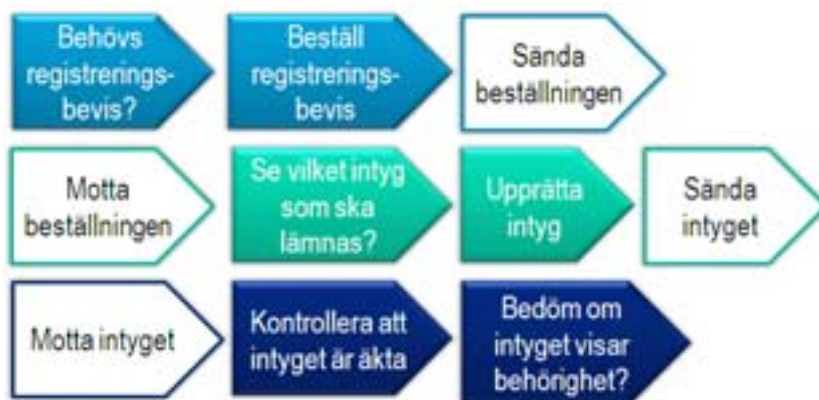 Behövs
registrerings-
bevis?
Beställ
registrerings-
bevis
Sända
beställningen
Motta
beställningen
Se vilket intyg
som ska
lämnas?
Upprätta
intyg
Sända
intyget
Motta intyget
Kontrollera att
intyget är äkta
Bedöm om
intyget visar
behörighet?